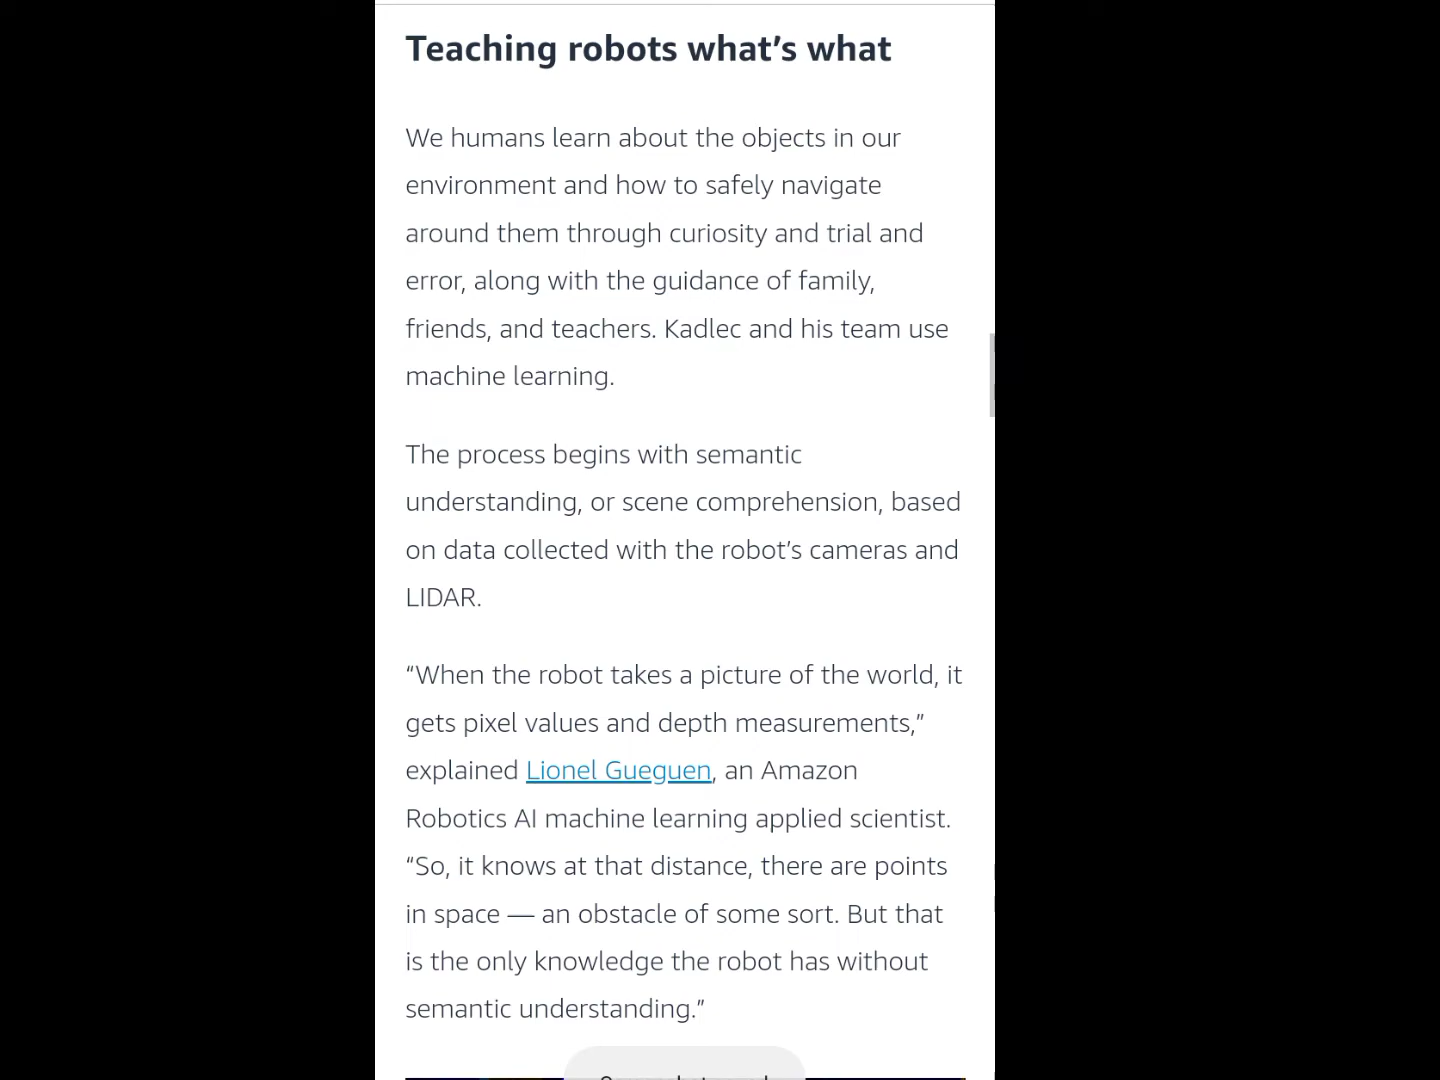 Teaching robots what’s what
We humans learn about the objects in our
environment and how to safely navigate
around them through curiosity and trial and
error, along with the guidance of family,
friends, and teachers. Kadlec and his team use
machine learning.
The process begins with semantic
understanding, or scene comprehension, based
on data collected with the robot’s cameras and
LIDAR.
“When the robot takes a picture of the world, it
gets pixel values and depth measurements,”
explained Lionel Gueguen, an Amazon
Robotics AI machine learning applied scientist.
“So, it knows at that distance, there are points
in space — an obstacle of some sort. But that
is the only knowledge the robot has without
semantic understanding.”